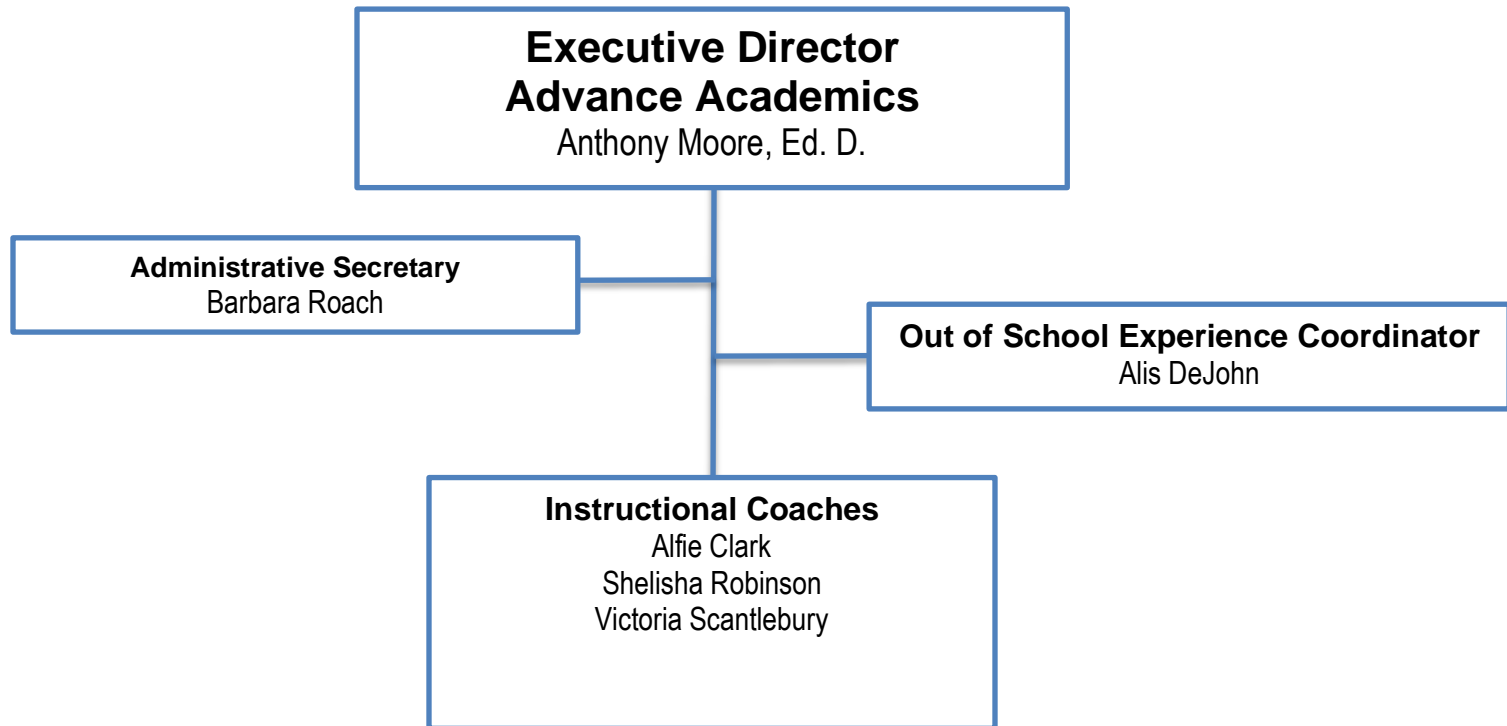 Executive Director
Advance Academics
Anthony Moore, Ed. D.
Administrative Secretary
Barbara Roach
Out of School Experience Coordinator
Alis DeJohn
Instructional Coaches
Alfie Clark
Shelisha Robinson
Victoria Scantlebury